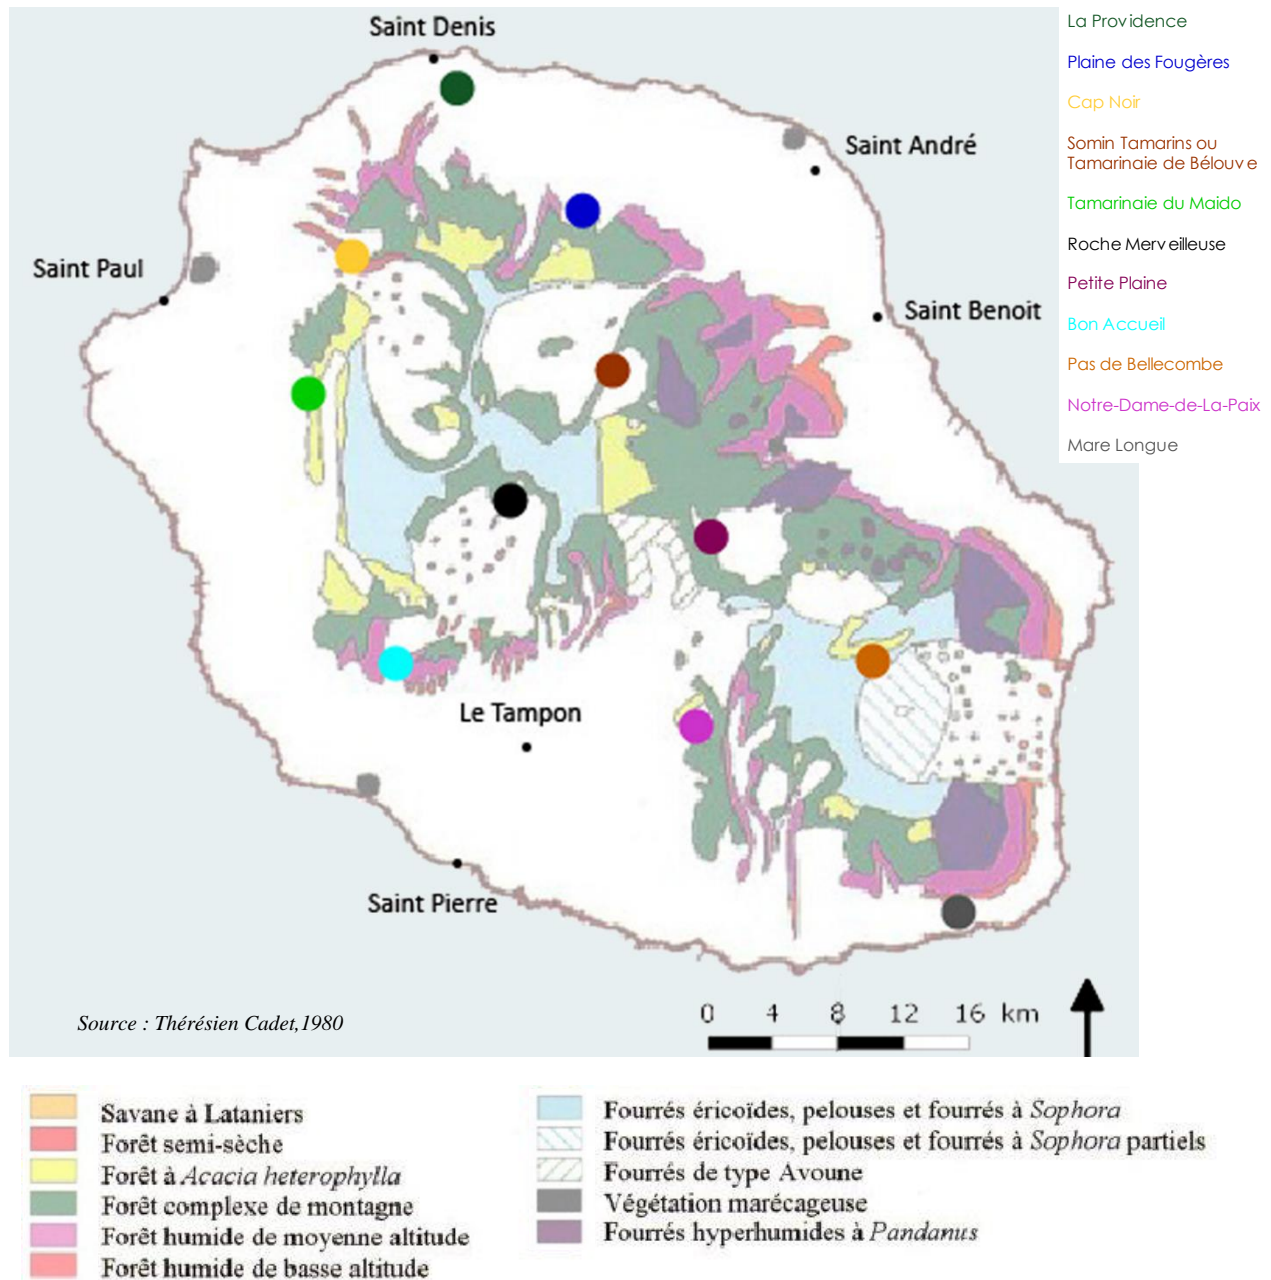 Saint Denis
Saint André
Saint Paul
Saint Benoit
Le Tampon
Saint Pierre
La Providence
Plaine des Fougères
Cap Noir
Somin Tamarins ou
Tamarinaie de Bélouve
Tamarinaie du Maido
Roche Merveilleuse
Petite Plaine
Bon Accueil
Pas de Bellecombe
Notre-Dame-de-La-Paix
Mare Longue
Source : Thérésien Cadet,1980
0 4 8 12 16 km
Savane à Lataniers
Forêt semi-sèche
Forêt à Acacia heterophylla
Forêt complexe de montagne
Forêt humide de moyenne altitude
Forêt humide de basse altitude
Fourrés éricoïdes, pelouses et fourrés à Sophora
Fourrés éricoïdes, pelouses et fourrés à Sophora partiels
Fourrés de type Avoune
Végétation marécageuse
Fourrés hyperhumides à Pandanus